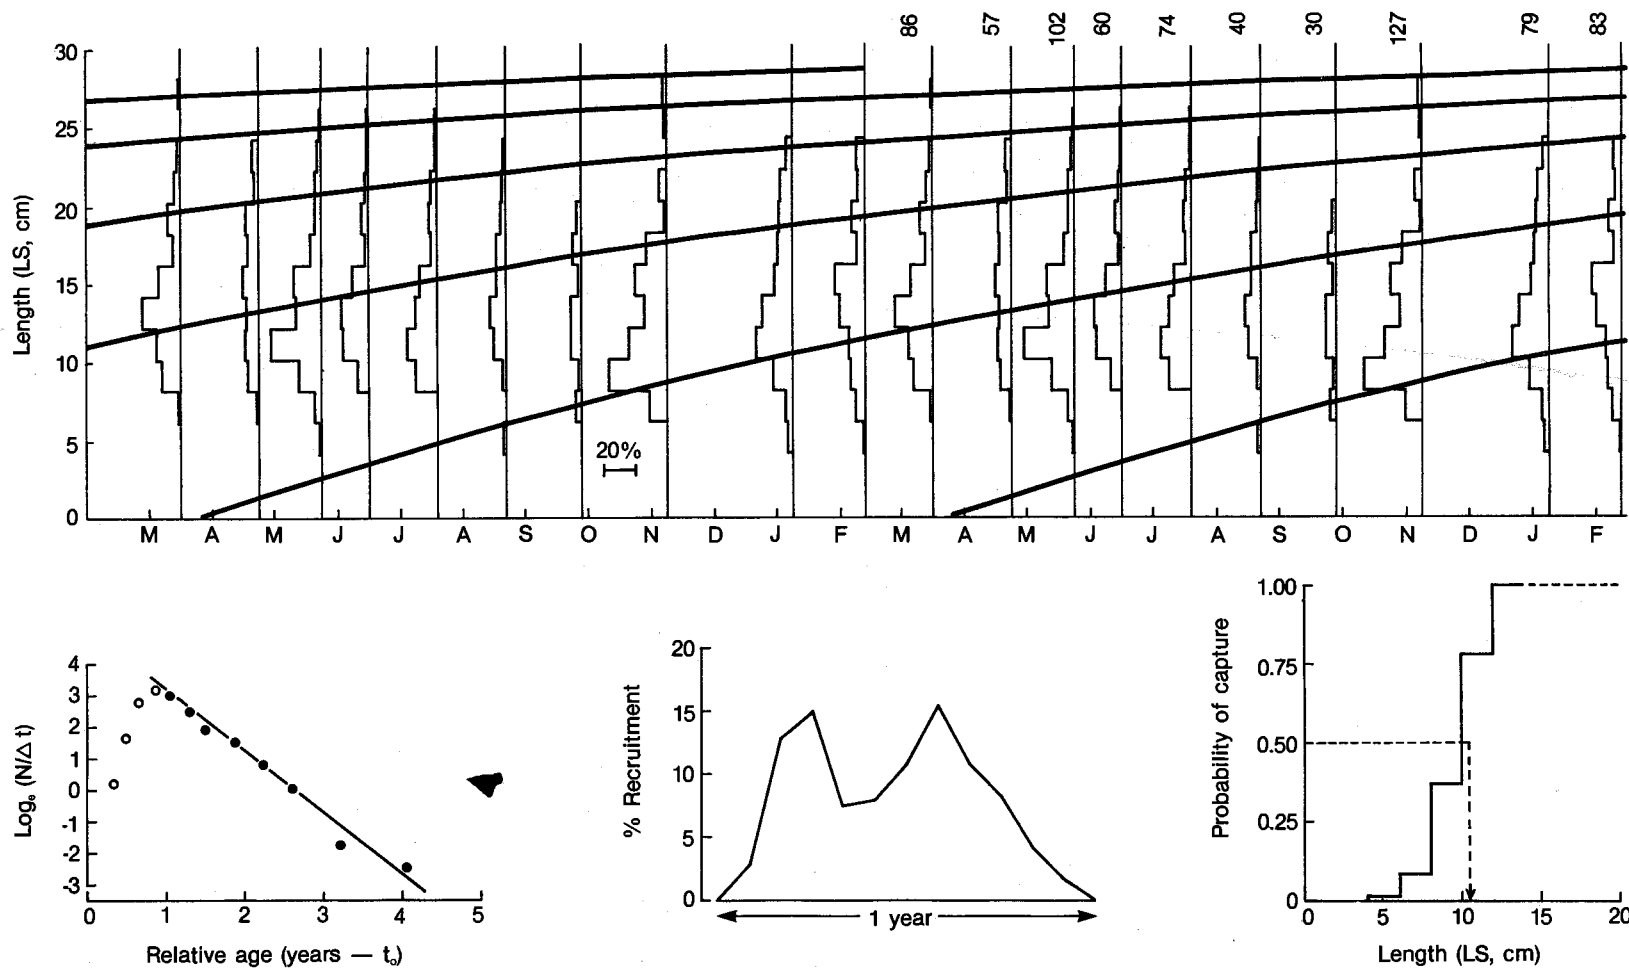 86 57 102 60 74 40 30 127 79 83
30
25
20
15
10
5
0
Length (LS, cm)
20%
M A M J J A S O N D J F M A M J J A S O N D J F
4
3
2
1
0
-1
-2
-3
Logₑ (N/Δ t)
0 1 2 3 4 5
Relative age (years — tₒ)
20
15
10
5
0
% Recruitment
1 year
1.00
0.75
0.50
0.25
0
Probability of capture
0 5 10 15 20
Length (LS, cm)